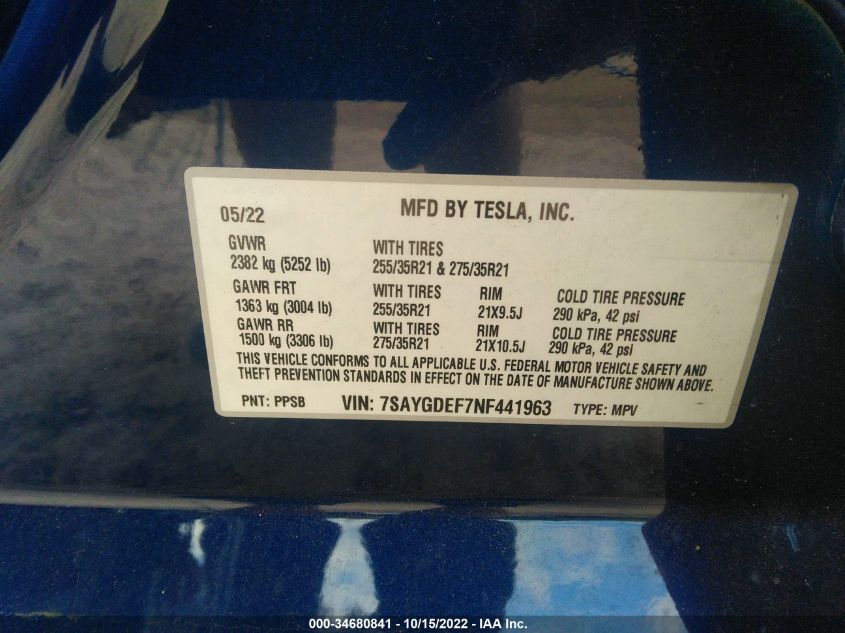 05/22 MFD BY TESLA, INC.
GVWR WITH TIRES
2382 kg (5252 lb) 255/35R21 & 275/35R21
GAWR FRT WITH TIRES RIM COLD TIRE PRESSURE
1363 kg (3004 lb) 255/35R21 21X9.5J 290 kPa, 42 psi
GAWR RR WITH TIRES RIM COLD TIRE PRESSURE
1500 kg (3306 lb) 275/35R21 21X10.5J 290 kPa, 42 psi
THIS VEHICLE CONFORMS TO ALL APPLICABLE U.S. FEDERAL MOTOR VEHICLE SAFETY AND
THEFT PREVENTION STANDARDS IN EFFECT ON THE DATE OF MANUFACTURE SHOWN ABOVE.
PNT: PPSB VIN: 7SAYGDEF7NF441963 TYPE: MPV
000-34680841 - 10/15/2022 - IAA Inc.